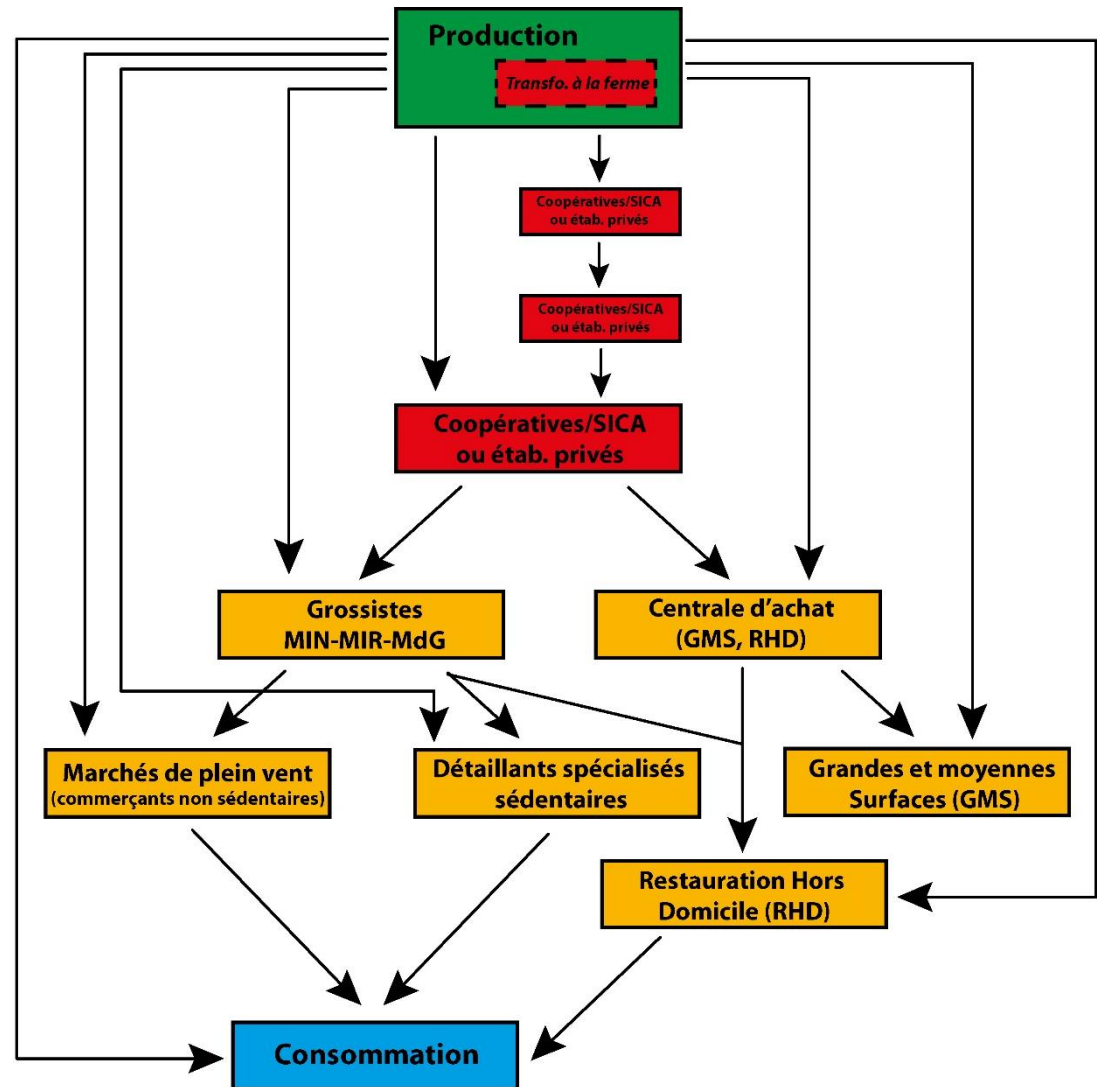 Production
Transfo. à la ferme
Coopératives/SICA
ou étab. privés
Coopératives/SICA
ou étab. privés
Coopératives/SICA
ou étab. privés
Grossistes
MIN-MIR-MdG
Centrale d'achat
(GMS, RHD)
Marchés de plein vent
(commerçants non sédentaires)
Détaillants spécialisés
sédentaires
Grandes et moyennes
Surfaces (GMS)
Restauration Hors
Domicile (RHD)
Consommation